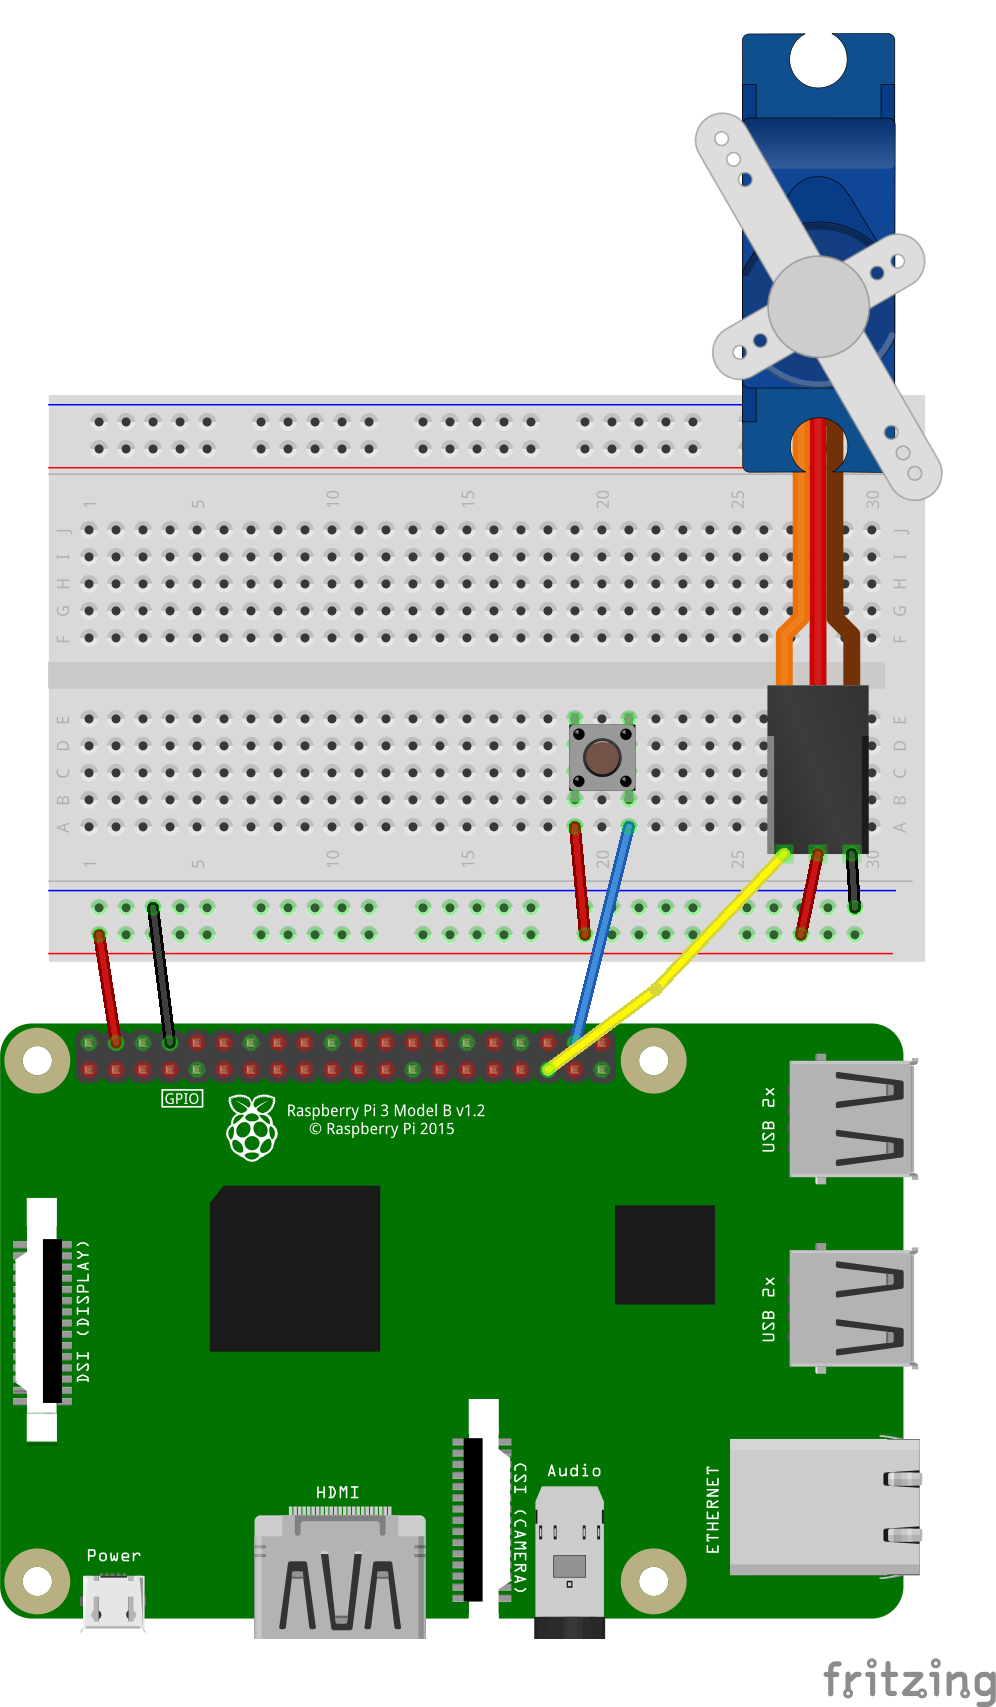 1 5 10 15 20 25 30
J J
I I
H H
G G
F F
E E
D D
C C
B B
A A
1 5 10 15 20 25 30
GPIO
Raspberry Pi 3 Model B v1.2
© Raspberry Pi 2015
USB 2x
DSI (DISPLAY)
USB 2x
HDMI
CSI (CAMERA)
Audio
ETHERNET
Power
fritzing